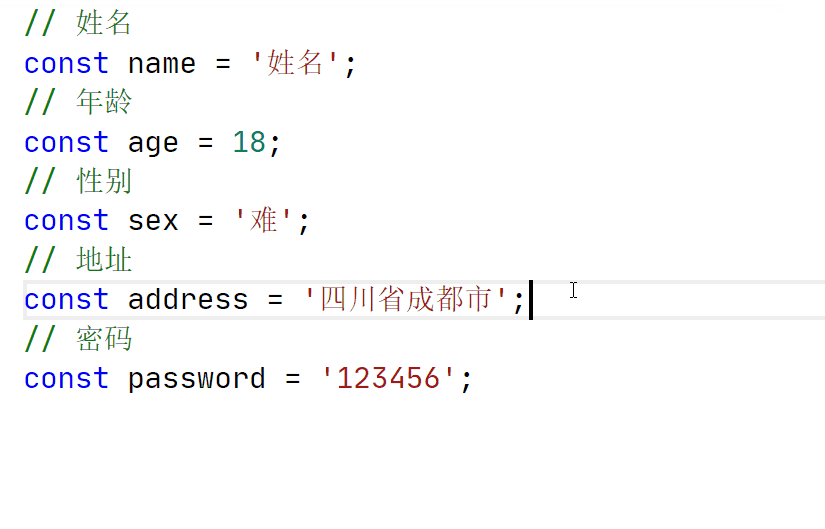 // 姓名
const name = '姓名';
// 年龄
const age = 18;
// 性别
const sex = '难';
// 地址
const address = '四川省成都市';
// 密码
const password = '123456';